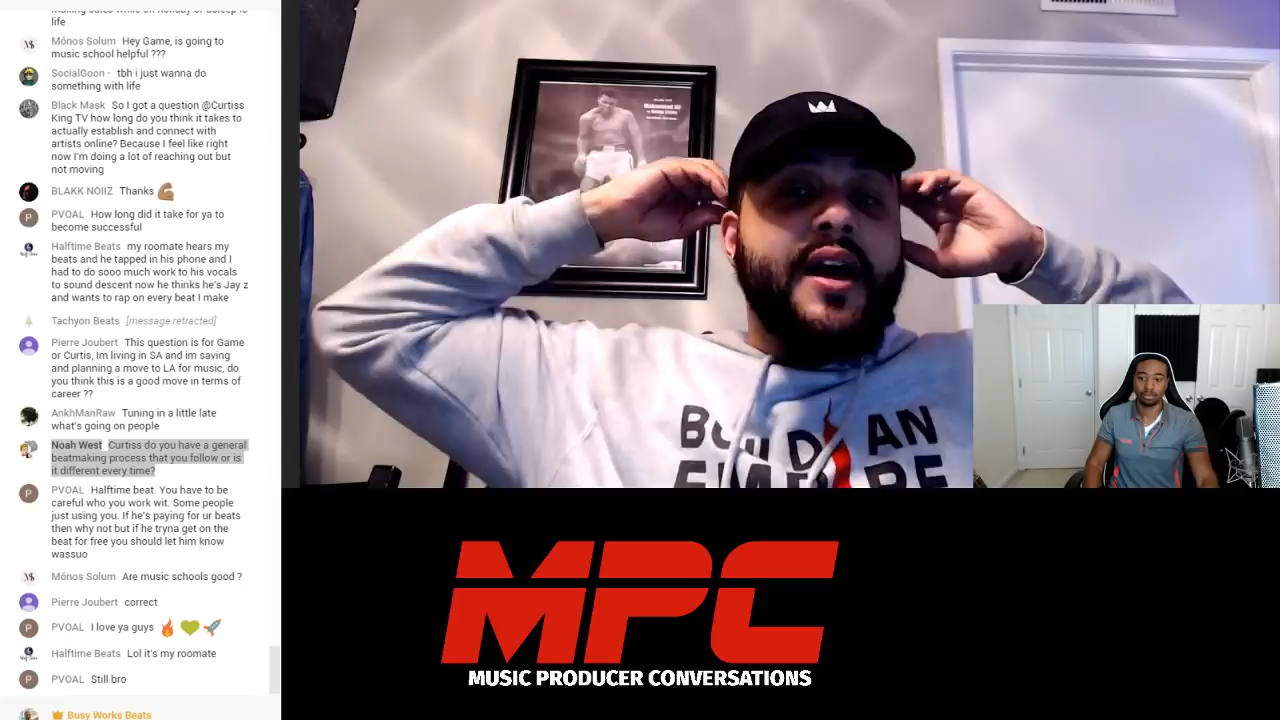 life
Mónos Solum Hey Game, is going to
music school helpful ???
SocialGoon - tbh i just wanna do
something with life
Black Mask So I got a question @Curtiss
King TV how long do you think it takes to
actually establish and connect with
artists online? Because I feel like right
now I'm doing a lot of reaching out but
not moving
BLAKK NOIIZ Thanks 💪🏽
PVOAL How long did it take for ya to
become successful
Halftime Beats my roomate hears my
beats and he tapped in his phone and I
had to do sooo much work to his vocals
to sound descent now he thinks he's Jay z
and wants to rap on every beat I make
Tachyon Beats [message retracted]
Pierre Joubert This question is for Game
or Curtis, Im living in SA and im saving
and planning a move to LA for music, do
you think this is a good move in terms of
career ??
AnkhManRaw Tuning in a little late
what's going on people
Noah West Curtiss do you have a general
beatmaking process that you follow or is
it different every time?
PVOAL Halftime beat. You have to be
careful who you work wit. Some people
just using you. If he's paying for ur beats
then why not but if he tryna get on the
beat for free you should let him know
wassuo
Mónos Solum Are music schools good ?
Pierre Joubert correct
PVOAL I love ya guys 🔥 💚 🚀
Halftime Beats Lol it's my roomate
PVOAL Still bro
Busy Works Beats
BUILD AN
EMPIRE
MPC
MUSIC PRODUCER CONVERSATIONS